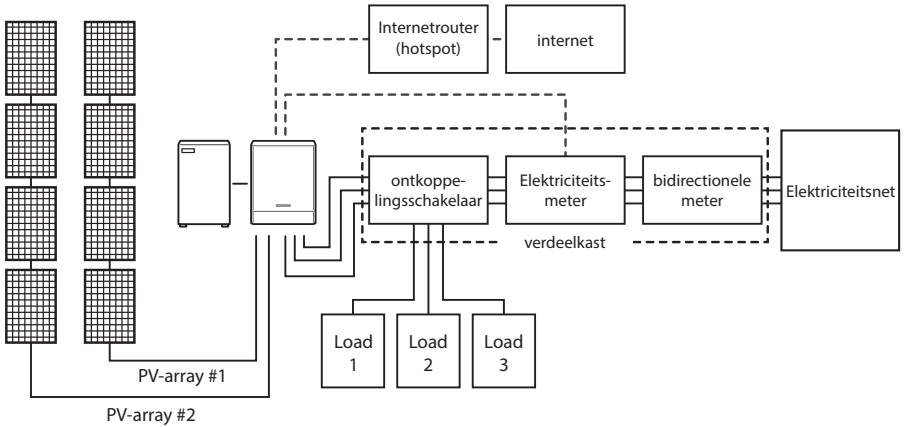 Internetrouter
(hotspot)
internet
ontkoppe-
lingsschakelaar
Elektriciteits-
meter
bidirectionele
meter
Elektriciteitsnet
verdeelkast
Load
1
Load
2
Load
3
PV-array #1
PV-array #2